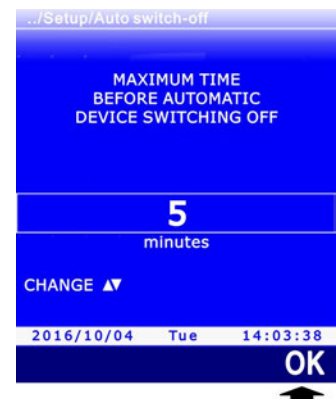 ../Setup/Auto switch-off
MAXIMUM TIME
BEFORE AUTOMATIC
DEVICE SWITCHING OFF
5
minutes
CHANGE ▲▼
2016/10/04 Tue 14:03:38
OK